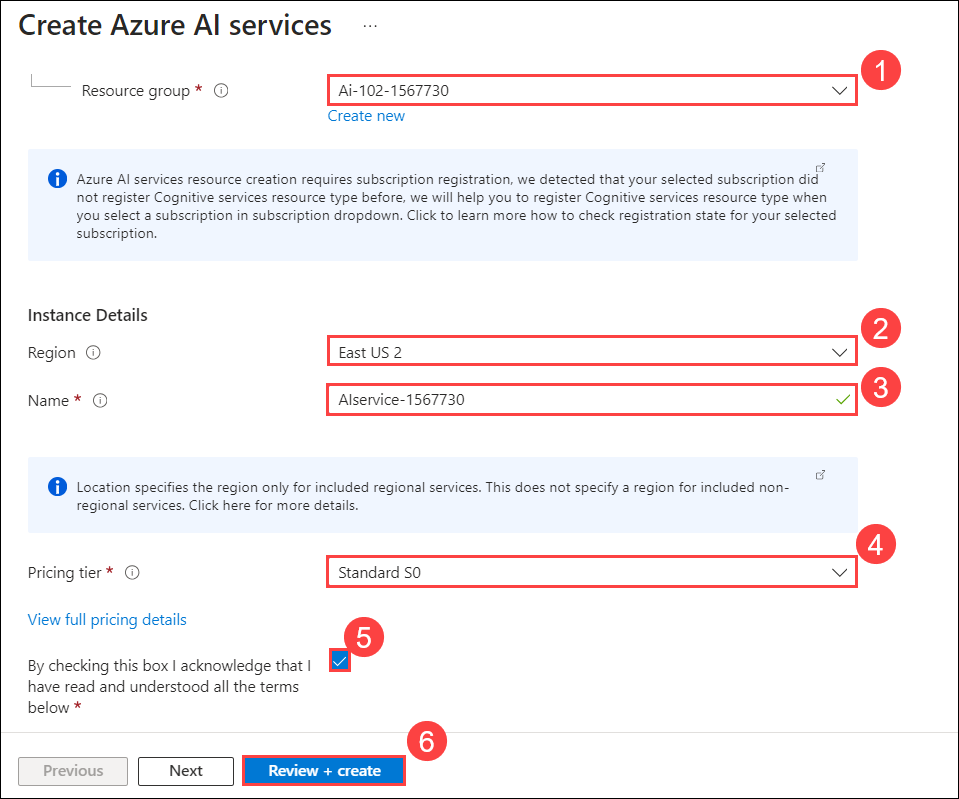 Create Azure AI services ...
1
Resource group * Ai-102-1567730
Create new
Azure AI services resource creation requires subscription registration, we detected that your selected subscription did
not register Cognitive services resource type before, we will help you to register Cognitive services resource type when
you select a subscription in subscription dropdown. Click to learn more how to check registration state for your selected
subscription.
Instance Details
2
Region East US 2
3
Name * AIservice-1567730
Location specifies the region only for included regional services. This does not specify a region for included non-
regional services. Click here for more details.
4
Pricing tier * Standard S0
View full pricing details
5
By checking this box I acknowledge that I
have read and understood all the terms
below *
6
Previous Next Review + create